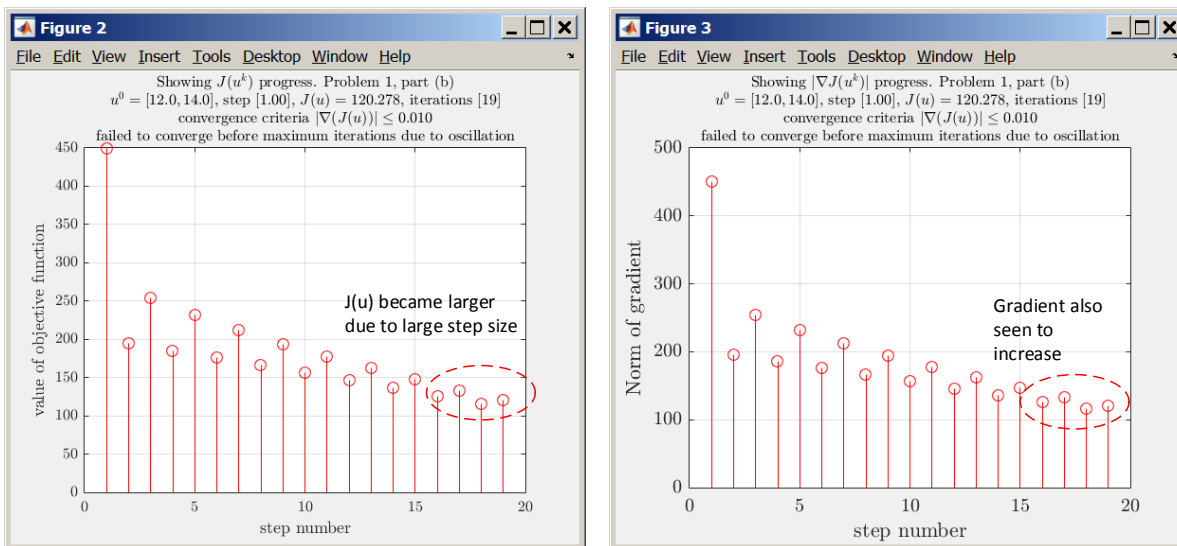 Figure 2
File Edit View Insert Tools Desktop Window Help
Showing $J(u^k)$ progress. Problem 1, part (b)
$u^0$ = [12.0, 14.0], step [1.00], $J(u)$ = 120.278, iterations [19]
convergence criteria $|\nabla(J(u))| \leq 0.010$
failed to converge before maximum iterations due to oscillation
450
400
350
300
250
200
150
100
50
0
value of objective function
J(u) became larger
due to large step size
0 5 10 15 20
step number
Figure 3
File Edit View Insert Tools Desktop Window Help
Showing $|\nabla J(u^k)|$ progress. Problem 1, part (b)
$u^0$ = [12.0, 14.0], step [1.00], $J(u)$ = 120.278, iterations [19]
convergence criteria $|\nabla(J(u))| \leq 0.010$
failed to converge before maximum iterations due to oscillation
500
400
300
200
100
0
Norm of gradient
Gradient also
seen to
increase
0 5 10 15 20
step number